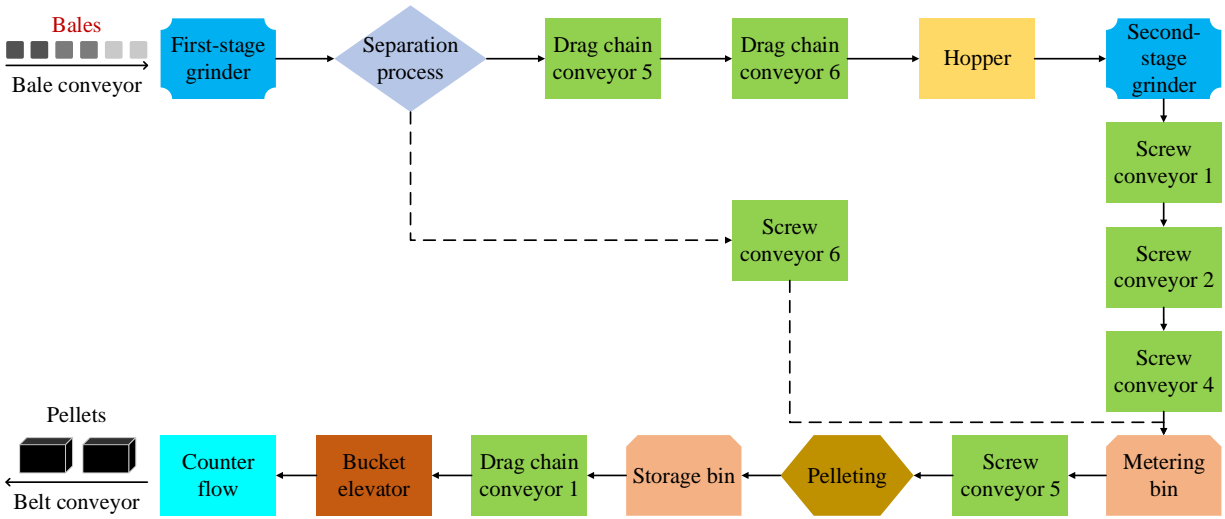 Bales
Bale conveyor
First-stage
grinder
Separation
process
Drag chain
conveyor 5
Drag chain
conveyor 6
Hopper
Second-
stage
grinder
Screw
conveyor 1
Screw
conveyor 2
Screw
conveyor 6
Screw
conveyor 4
Pellets
Belt conveyor
Counter
flow
Bucket
elevator
Drag chain
conveyor 1
Storage bin
Pelleting
Screw
conveyor 5
Metering
bin